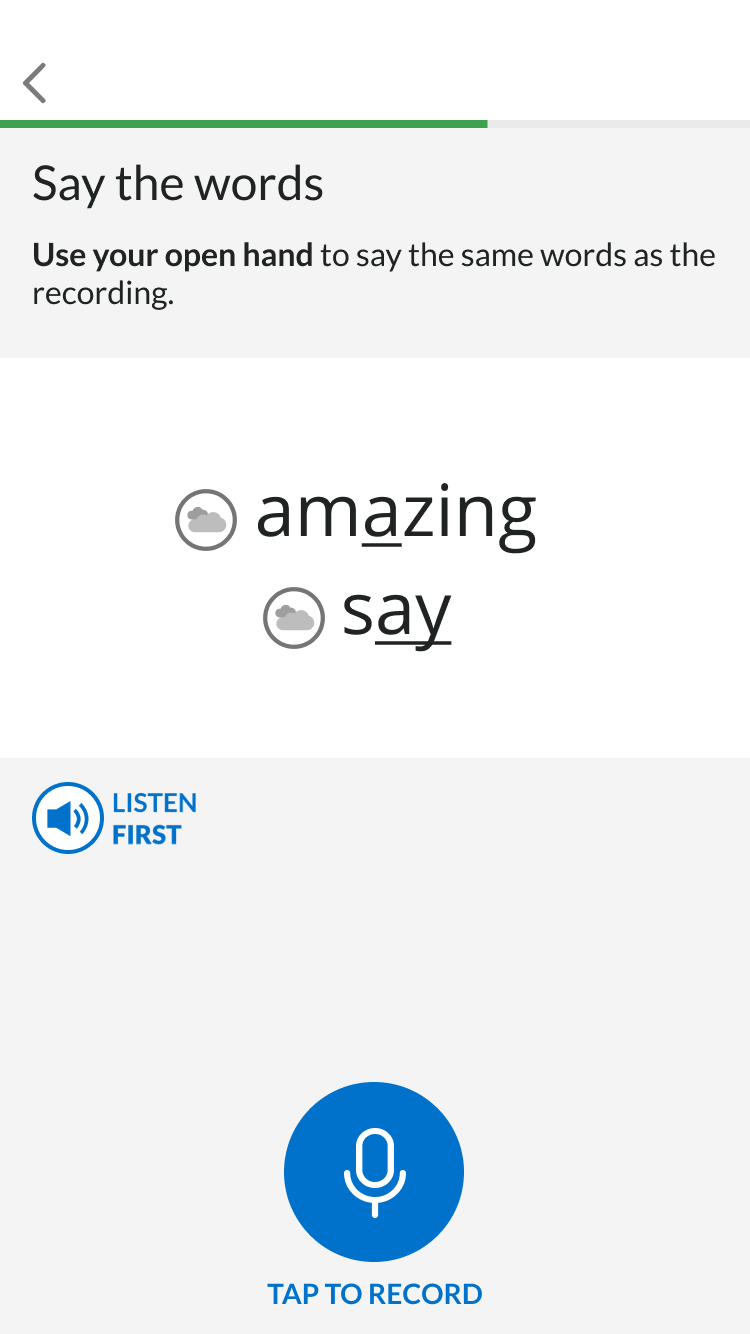 Say the words
Use your open hand to say the same words as the
recording.
amazing
say
LISTEN
FIRST
TAP TO RECORD